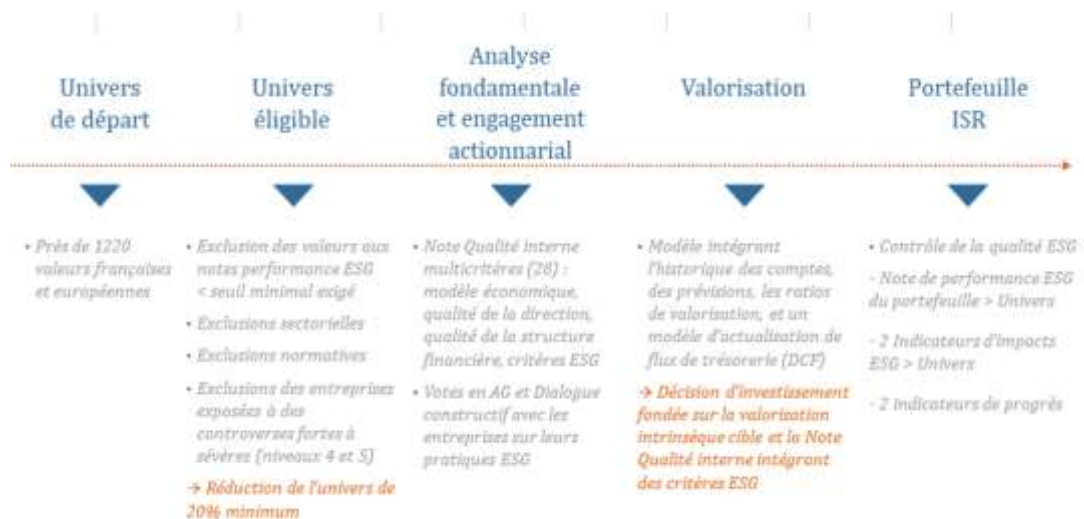 Univers
de départ
Univers
éligible
Analyse
fondamentale
et engagement
actionnarial
Valorisation
Portefeuille
ISR
• Près de 1220
valeurs françaises
et européennes
• Exclusion des valeurs aux
notes performance ESG
< seuil minimal exigé
• Exclusions sectorielles
• Exclusions normatives
• Exclusions des entreprises
exposées à des
controverses fortes à
sévères (niveaux 4 et 5)
→ Réduction de l'univers de
20% minimum
• Note Qualité interne
multicritères (28) :
modèle économique,
qualité de la direction,
qualité de la structure
financière, critères ESG
• Votes en AG et Dialogue
constructif avec les
entreprises sur leurs
pratiques ESG
• Modèle intégrant
l'historique des comptes,
des prévisions, les ratios
de valorisation, et un
modèle d'actualisation de
flux de trésorerie (DCF)
→ Décision d'investissement
fondée sur la valorisation
intrinsèque cible et la Note
Qualité interne intégrant
des critères ESG
• Contrôle de la qualité ESG
- Note de performance ESG
du portefeuille > Univers
- 2 Indicateurs d'impacts
ESG > Univers
- 2 Indicateurs de progrès